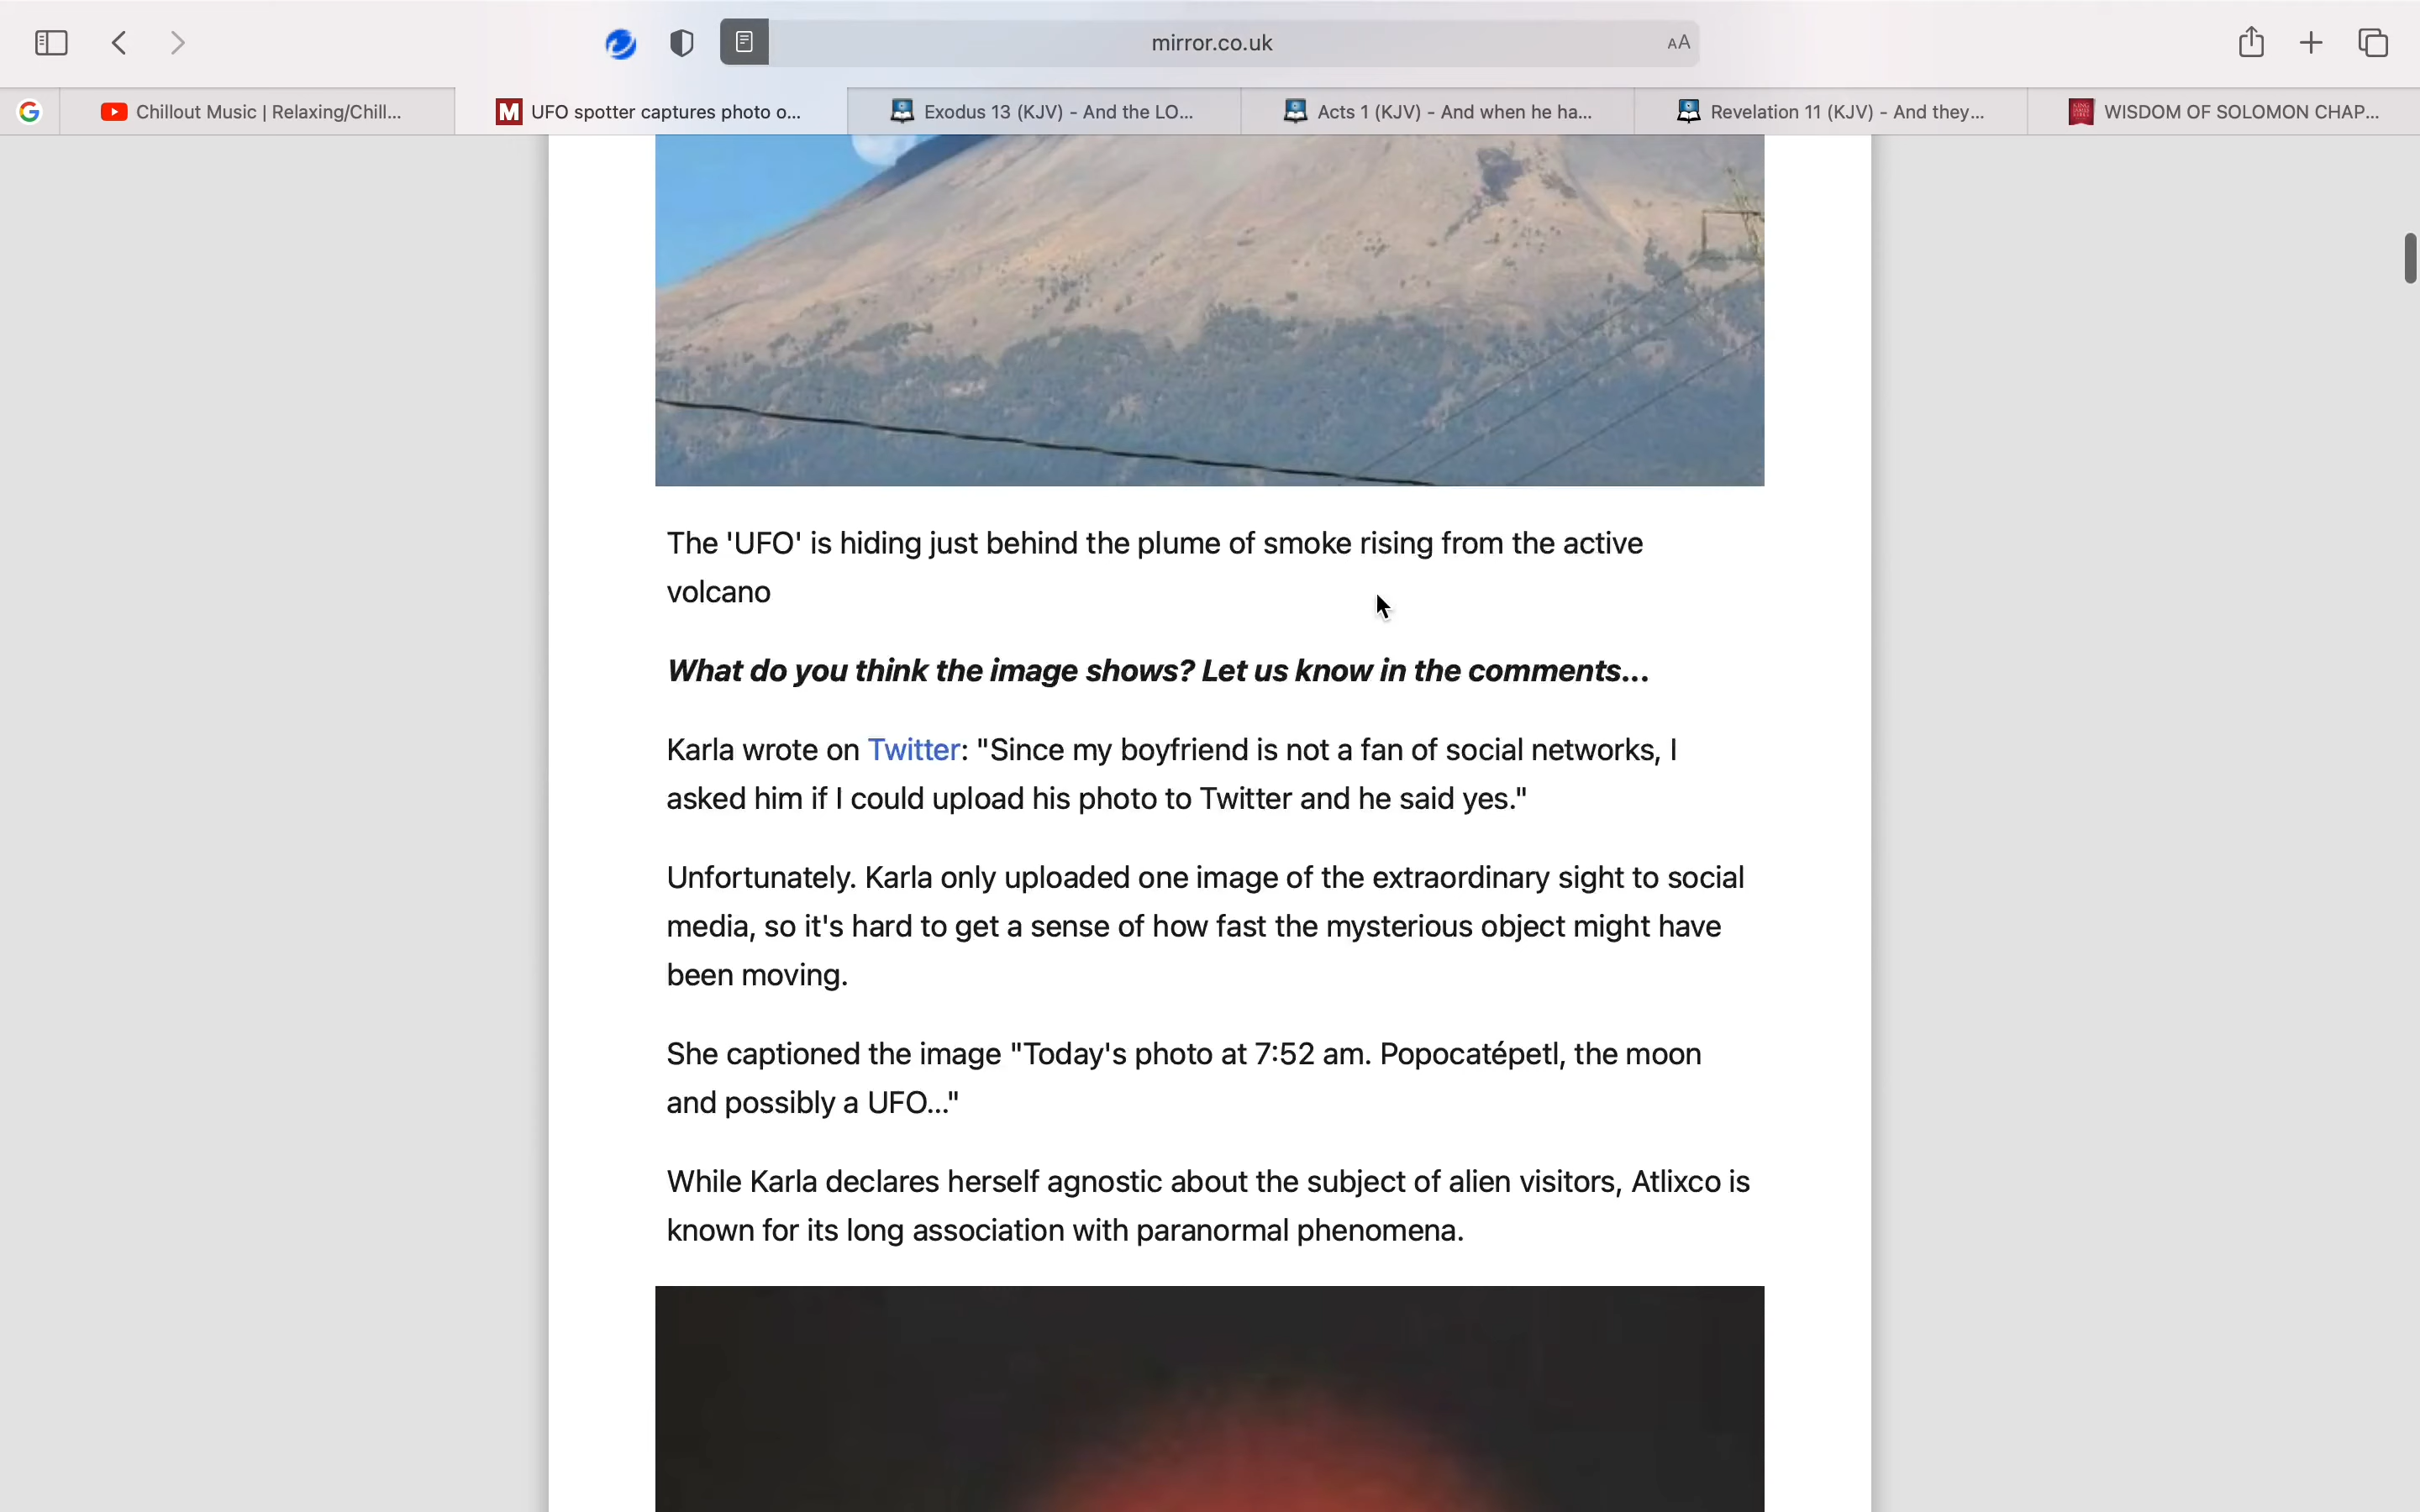 mirror.co.uk
AA
Chillout Music | Relaxing/Chill...
UFO spotter captures photo o...
Exodus 13 (KJV) - And the LO...
Acts 1 (KJV) - And when he ha...
Revelation 11 (KJV) - And they...
WISDOM OF SOLOMON CHAP...
The 'UFO' is hiding just behind the plume of smoke rising from the active
volcano
What do you think the image shows? Let us know in the comments...
Karla wrote on Twitter: "Since my boyfriend is not a fan of social networks, I
asked him if I could upload his photo to Twitter and he said yes."
Unfortunately. Karla only uploaded one image of the extraordinary sight to social
media, so it's hard to get a sense of how fast the mysterious object might have
been moving.
She captioned the image "Today's photo at 7:52 am. Popocatépetl, the moon
and possibly a UFO..."
While Karla declares herself agnostic about the subject of alien visitors, Atlixco is
known for its long association with paranormal phenomena.